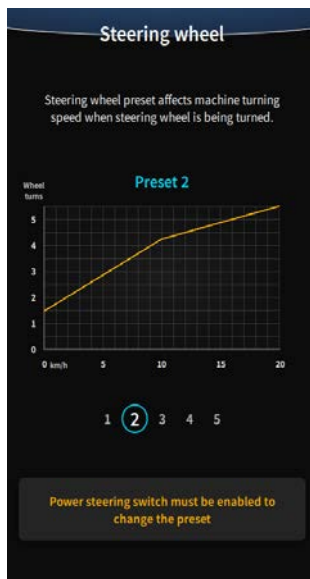 Steering wheel
Steering wheel preset affects machine turning
speed when steering wheel is being turned.
Wheel
turns
Preset 2
5
4
3
2
1
0
0 km/h 5 10 15 20
1 2 3 4 5
Power steering switch must be enabled to
change the preset